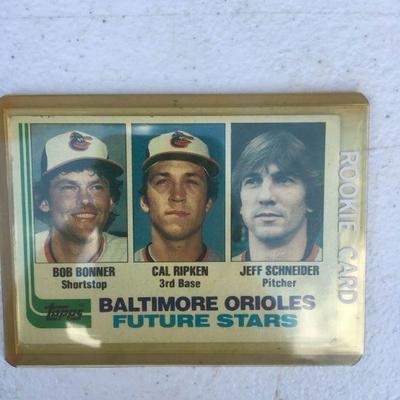 BOB BONNER
Shortstop
CAL RIPKEN
3rd Base
JEFF SCHNEIDER
Pitcher
Topps
BALTIMORE ORIOLES
FUTURE STARS
ROOKIE CARD